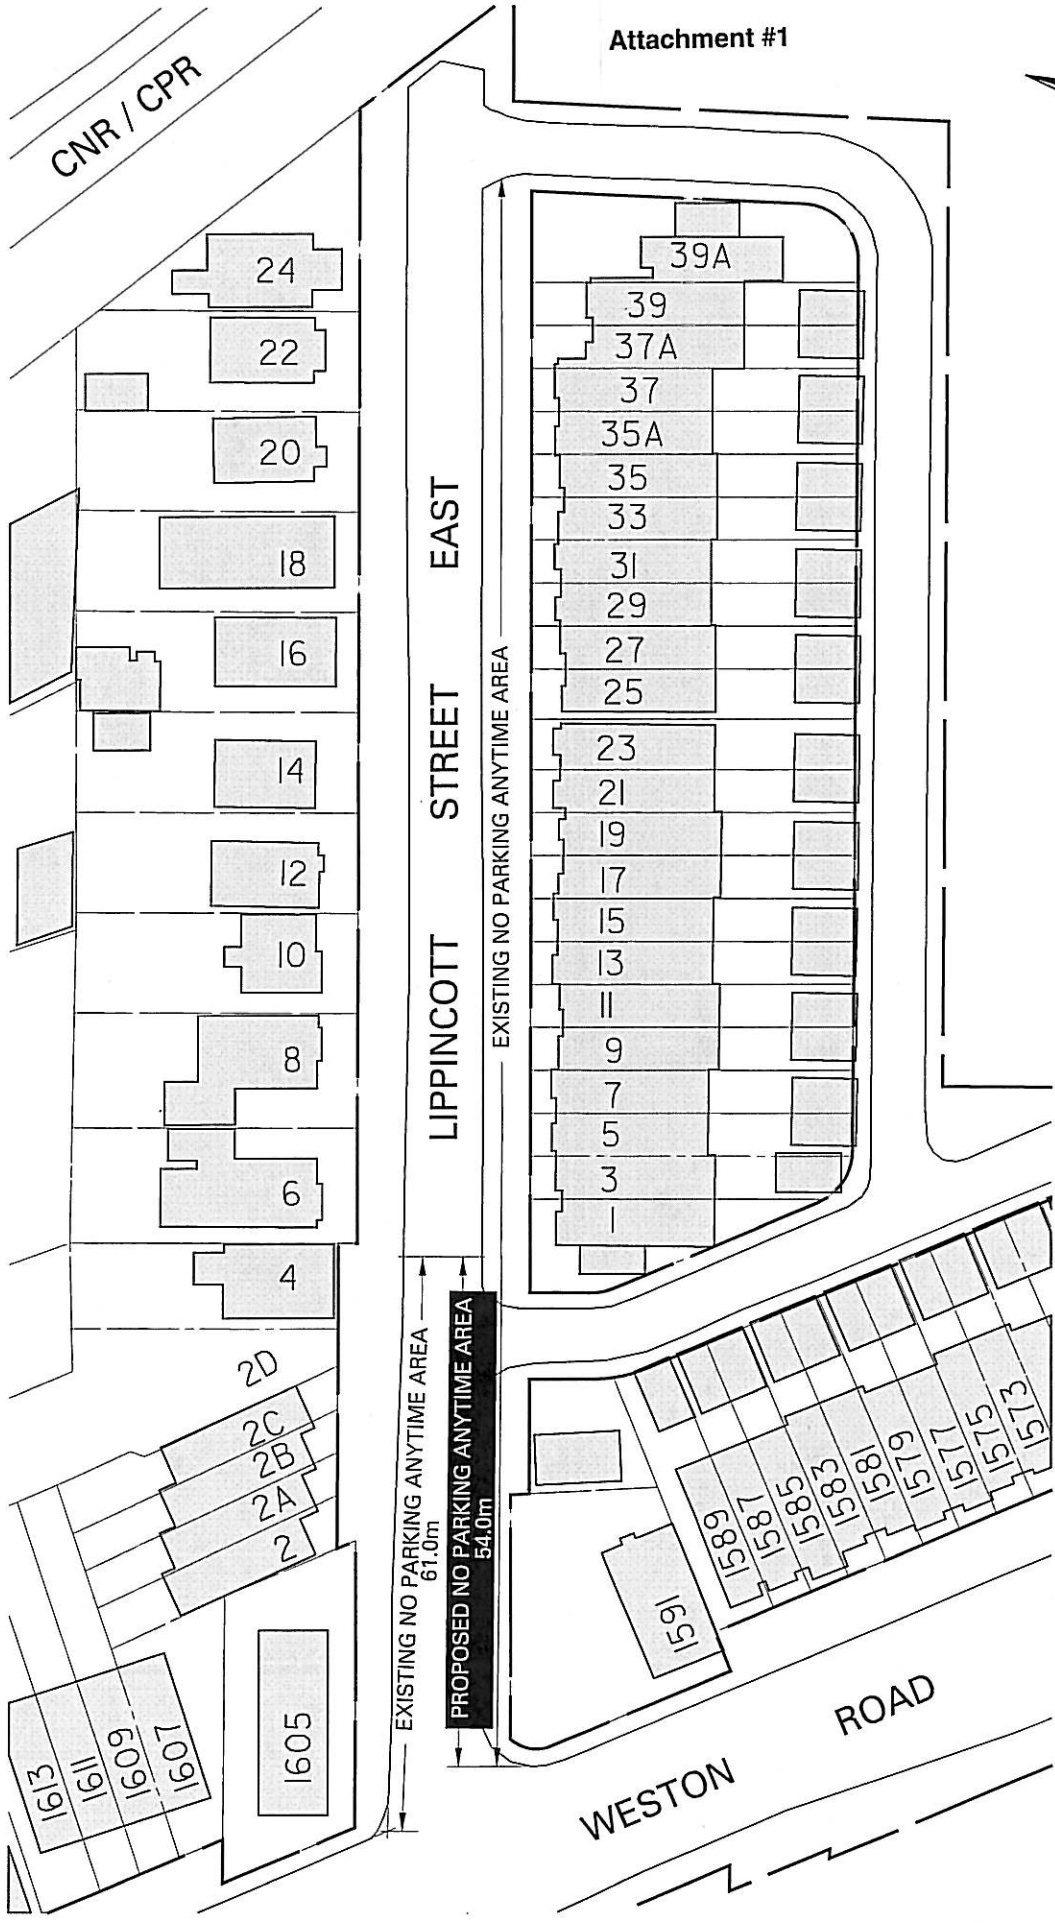 Attachment #1
CNR / CPR
24
22
20
18
16
14
12
10
8
6
4
2D
2C
2B
2A
2
1613
1611
1609
1607
1605
LIPPINCOTT STREET EAST
EXISTING NO PARKING ANYTIME AREA
EXISTING NO PARKING ANYTIME AREA
61.0m
PROPOSED NO PARKING ANYTIME AREA
54.0m
39A
39
37A
37
35A
35
33
31
29
27
25
23
21
19
17
15
13
11
9
7
5
3
1
1591
1589
1587
1585
1583
1581
1579
1577
1575
1573
WESTON ROAD